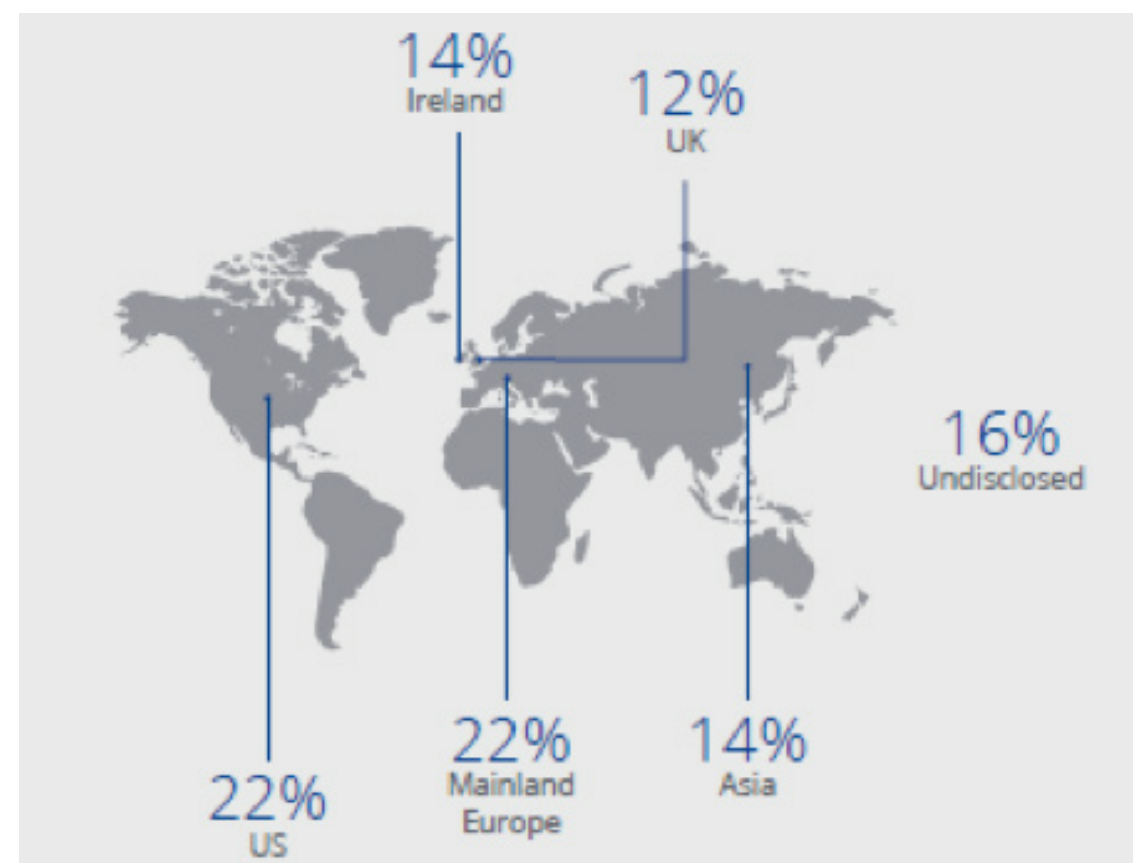 14%
Ireland
12%
UK
16%
Undisclosed
22%
Mainland
Europe
14%
Asia
22%
US